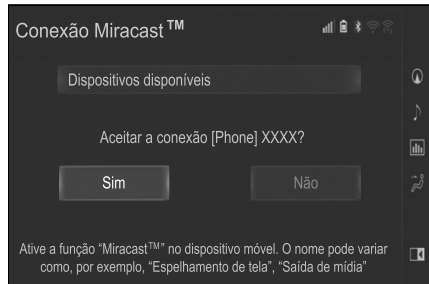 Conexão Miracast™
Dispositivos disponíveis
Aceitar a conexão [Phone] XXXX?
Sim
Não
Ative a função “Miracast™” no dispositivo móvel. O nome pode variar
como, por exemplo, “Espelhamento de tela”, “Saída de mídia”